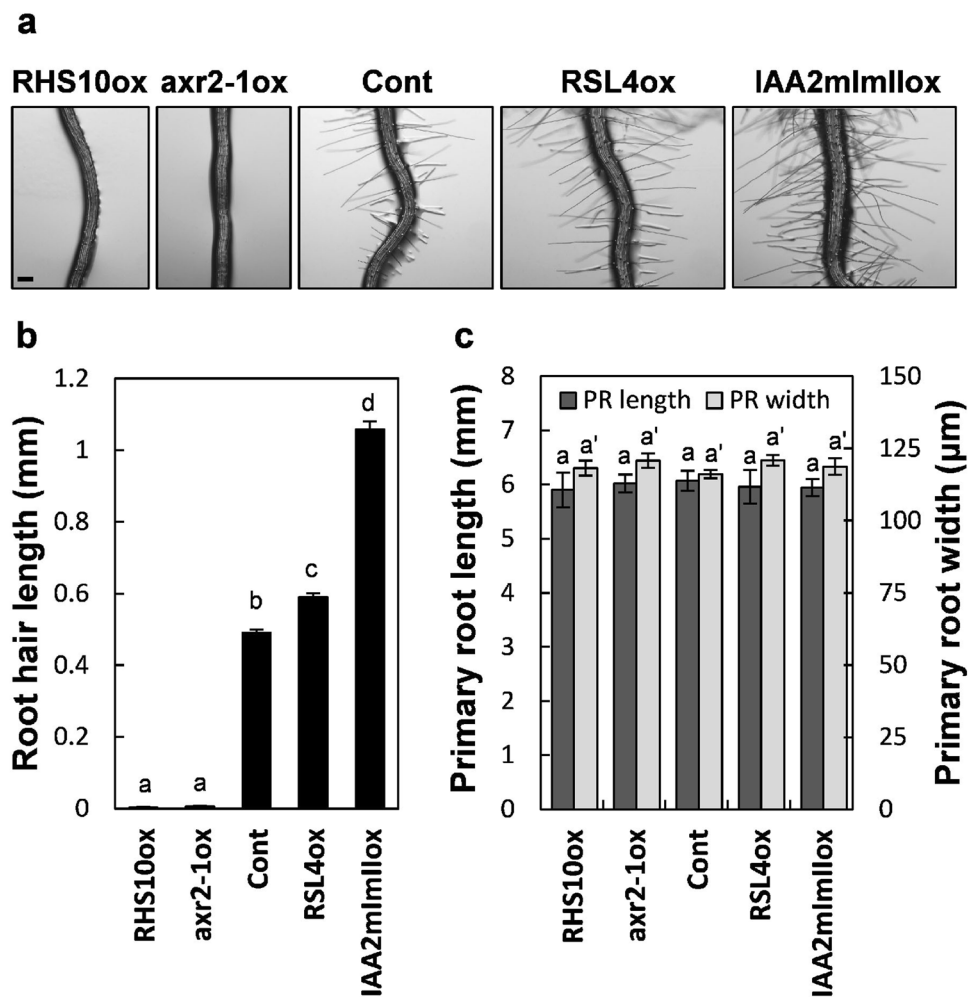 a
RHS10ox axr2-1ox Cont RSL4ox IAA2mImIIox
b
Root hair length (mm)
1.2
1
0.8
0.6
0.4
0.2
0
a a b c d
RHS10ox
axr2-1ox
Cont
RSL4ox
IAA2mImIIox
c
Primary root length (mm)
8
7
6
5
4
3
2
1
0
PR length PR width
a a' a a' a a' a a' a a'
150
125
100
75
50
25
0
Primary root width (µm)
RHS10ox
axr2-1ox
Cont
RSL4ox
IAA2mImIIox